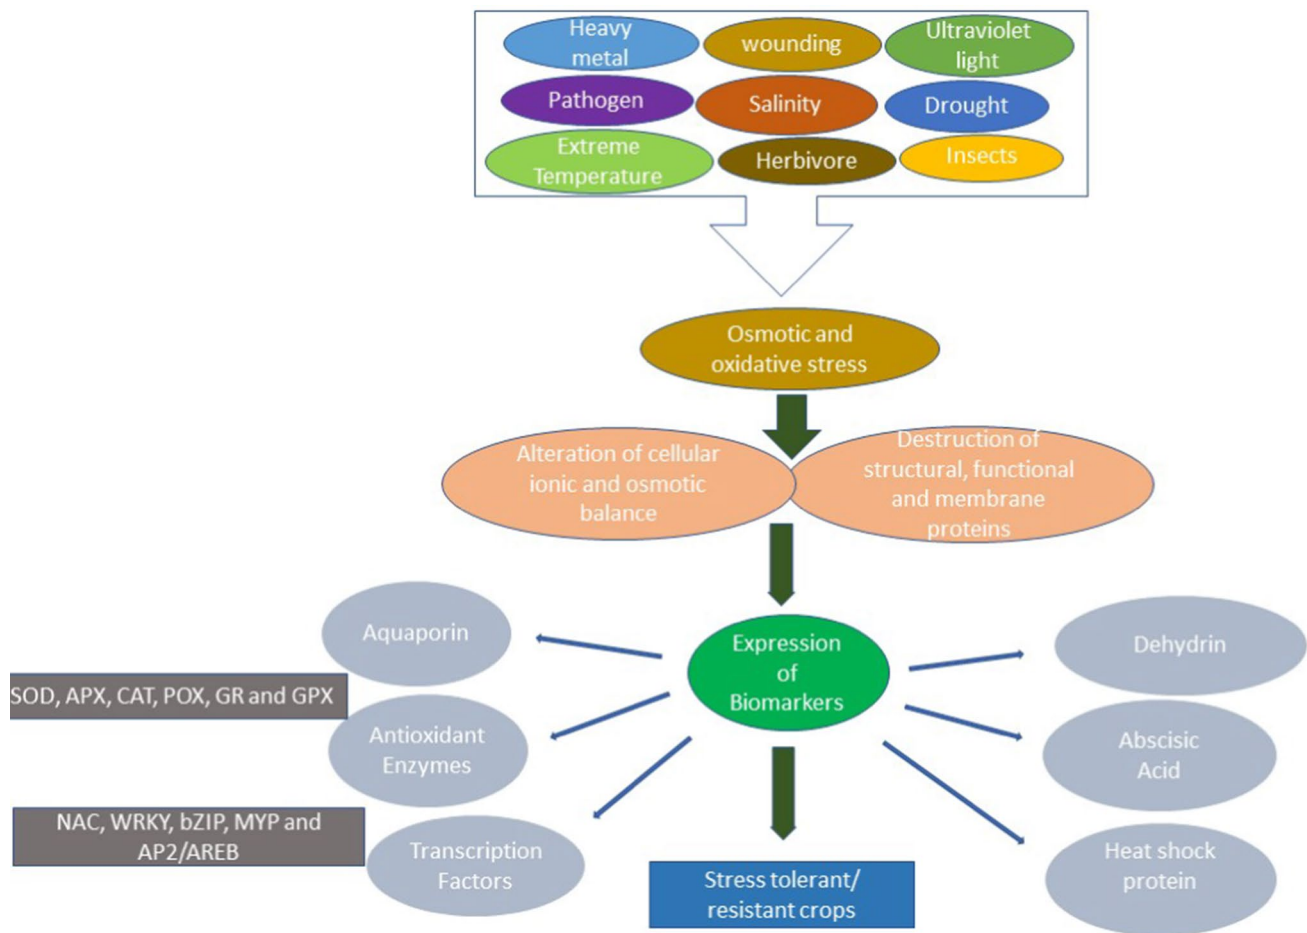 Heavy
metal
wounding
Ultraviolet
light
Pathogen
Salinity
Drought
Extreme
Temperature
Herbivore
Insects
Osmotic and
oxidative stress
Alteration of cellular
ionic and osmotic
balance
Destruction of
structural, functional
and membrane
proteins
Expression
of
Biomarkers
Aquaporin
SOD, APX, CAT, POX, GR and GPX
Antioxidant
Enzymes
NAC, WRKY, bZIP, MYP and
AP2/AREB
Transcription
Factors
Dehydrin
Abscisic
Acid
Heat shock
protein
Stress tolerant/
resistant crops